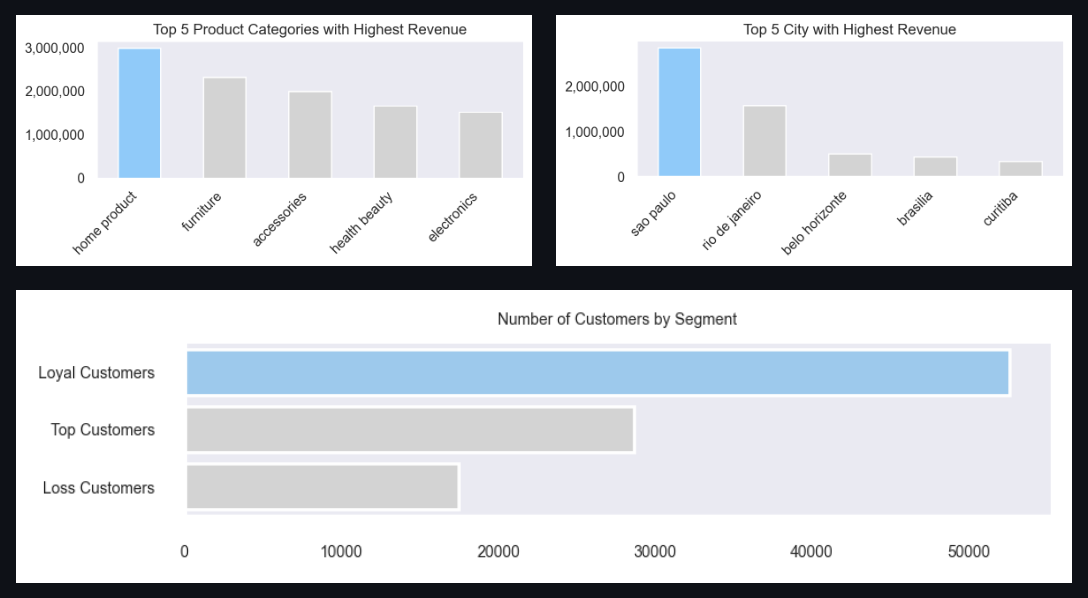 Top 5 Product Categories with Highest Revenue
3,000,000
2,000,000
1,000,000
0
home product
furniture
accessories
health beauty
electronics
Top 5 City with Highest Revenue
2,000,000
1,000,000
0
sao paulo
rio de janeiro
belo horizonte
brasilia
curitiba
Number of Customers by Segment
Loyal Customers
Top Customers
Loss Customers
0 10000 20000 30000 40000 50000